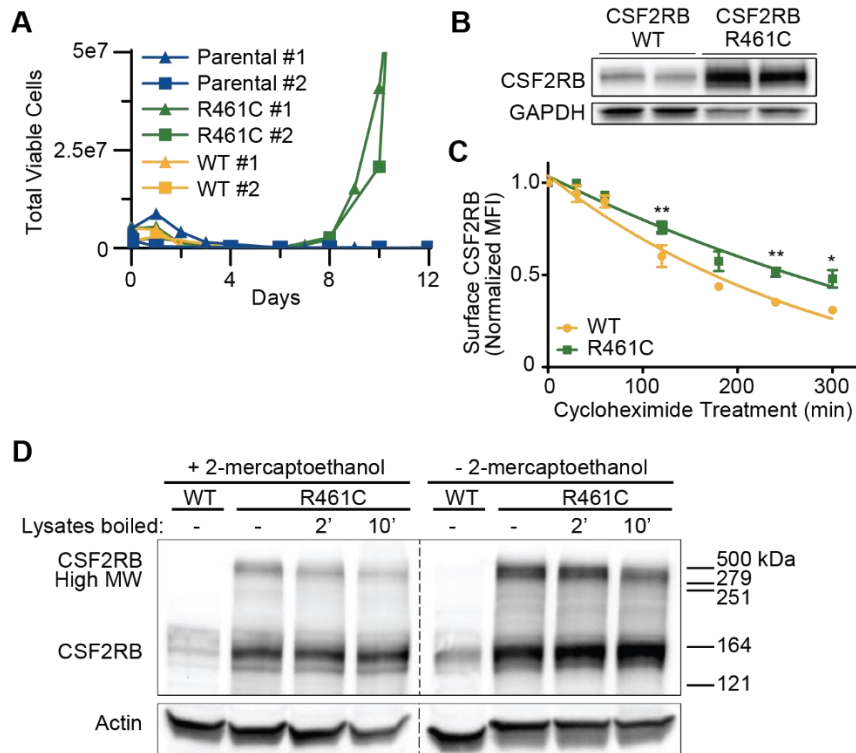 A
Total Viable Cells
5e7
2.5e7
0
0 4 8 12
Days
Parental #1
Parental #2
R461C #1
R461C #2
WT #1
WT #2
B
CSF2RB CSF2RB
WT R461C
CSF2RB
GAPDH
C
Surface CSF2RB
(Normalized MFI)
1.0
0.5
0
** ** *
WT
R461C
0 100 200 300
Cycloheximide Treatment (min)
D
+ 2-mercaptoethanol - 2-mercaptoethanol
WT R461C WT R461C
Lysates boiled: - - 2' 10' - - 2' 10'
CSF2RB
High MW
CSF2RB
500 kDa
279
251
164
121
Actin